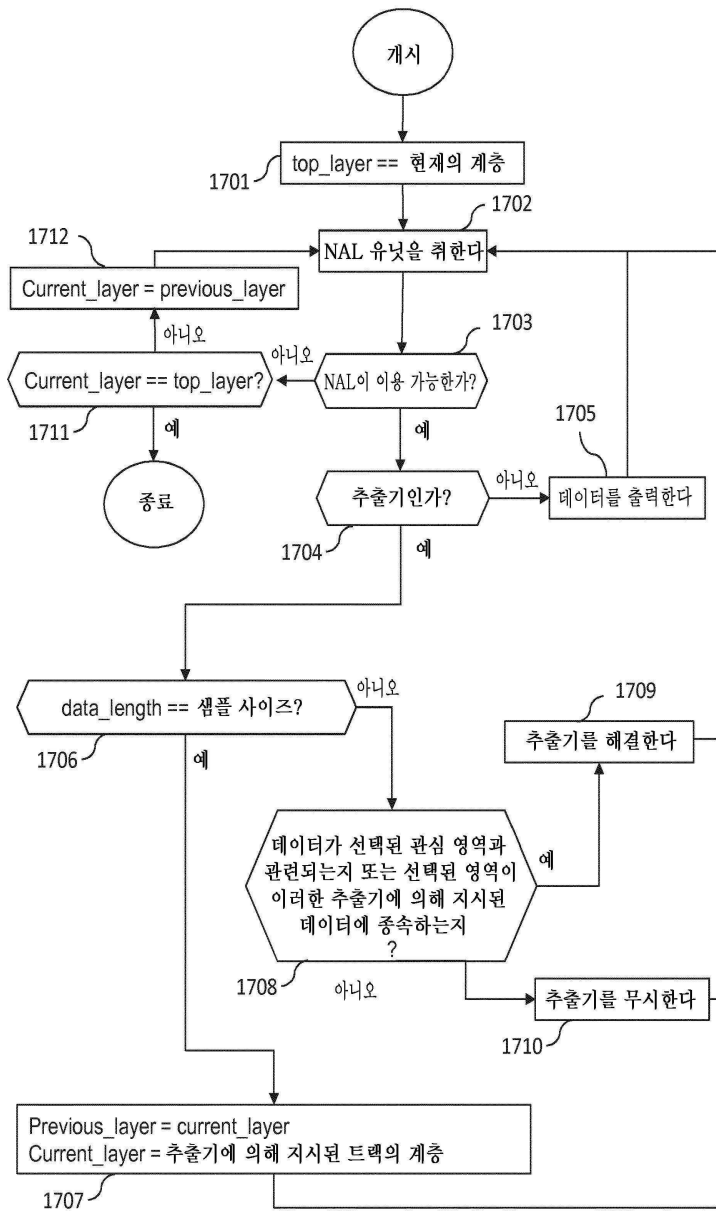 개시
top_layer == 현재의 계층
1701
1702
1712
NAL 유닛을 취한다
Current_layer = previous_layer
1703
아니오
아니오
Current_layer == top_layer?
NAL이 이용 가능한가?
1711
예
예
1705
종료
추출기인가?
아니오
데이터를 출력한다
1704
예
data_length == 샘플 사이즈?
아니오
1709
1706
예
추출기를 해결한다
데이터가 선택된 관심 영역과
관련되는지 또는 선택된 영역이
이러한 추출기에 의해 지시된
데이터에 종속하는지
?
예
1708
아니오
추출기를 무시한다
1710
Previous_layer = current_layer
Current_layer = 추출기에 의해 지시된 트랙의 계층
1707